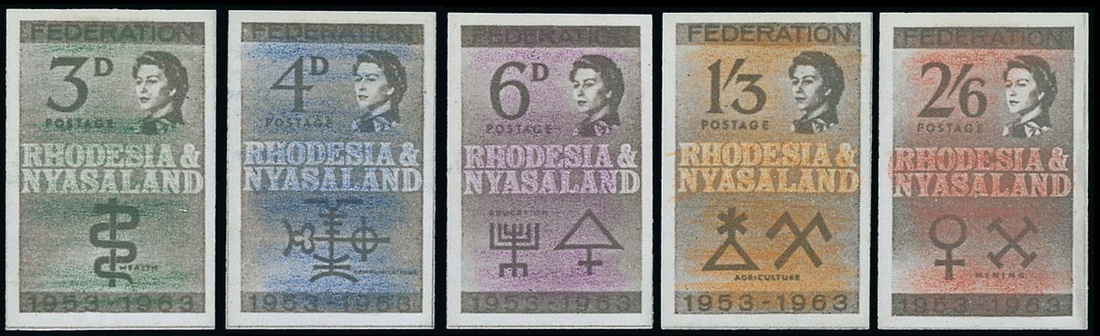 FEDERATION
3D
POSTAGE
RHODESIA &
NYASALAND
HEALTH
1953-1963
FEDERATION
4D
POSTAGE
RHODESIA &
NYASALAND
COMMUNICATIONS
1953-1963
FEDERATION
6D
POSTAGE
RHODESIA &
NYASALAND
EDUCATION
1953-1963
FEDERATION
1'3
POSTAGE
RHODESIA &
NYASALAND
AGRICULTURE
1953-1963
FEDERATION
2/6
POSTAGE
RHODESIA &
NYASALAND
MINING
1953-1963